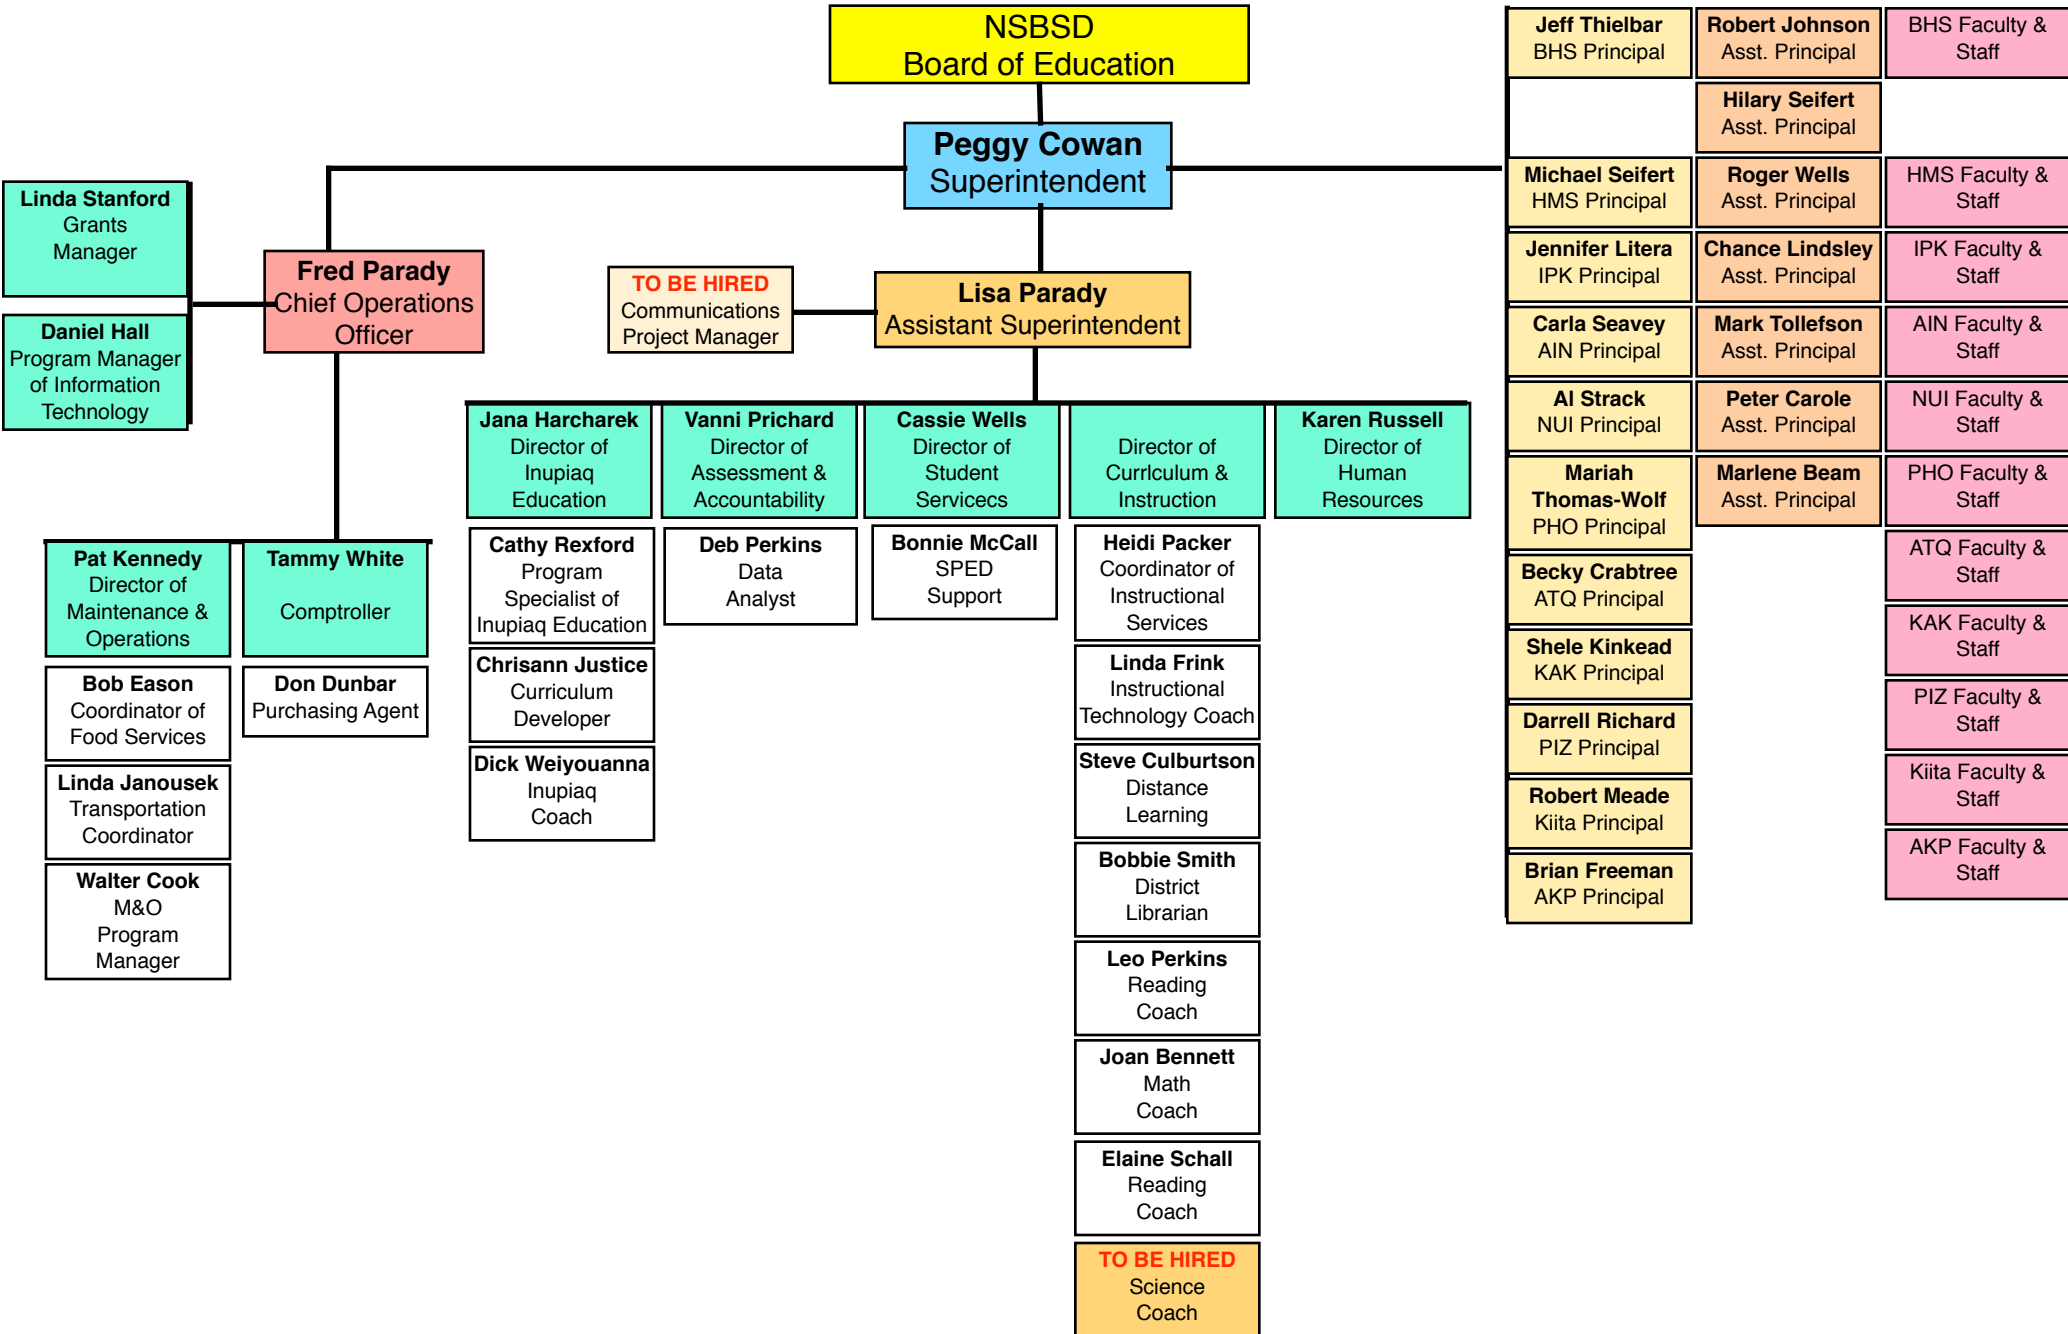 NSBSD
Board of Education
Peggy Cowan
Superintendent
Linda Stanford
Grants
Manager
Daniel Hall
Program Manager
of Information
Technology
Fred Parady
Chief Operations
Officer
TO BE HIRED
Communications
Project Manager
Lisa Parady
Assistant Superintendent
Pat Kennedy
Director of
Maintenance &
Operations
Tammy White
Comptroller
Bob Eason
Coordinator of
Food Services
Don Dunbar
Purchasing Agent
Linda Janousek
Transportation
Coordinator
Walter Cook
M&O
Program
Manager
Jana Harcharek
Director of
Inupiaq
Education
Vanni Prichard
Director of
Assessment &
Accountability
Cassie Wells
Director of
Student
Servicecs
Director of
CurrIculum &
Instruction
Karen Russell
Director of
Human
Resources
Cathy Rexford
Program
Specialist of
Inupiaq Education
Chrisann Justice
Curriculum
Developer
Dick Weiyouanna
Inupiaq
Coach
Deb Perkins
Data
Analyst
Bonnie McCall
SPED
Support
Heidi Packer
Coordinator of
Instructional
Services
Linda Frink
Instructional
Technology Coach
Steve Culburtson
Distance
Learning
Bobbie Smith
District
Librarian
Leo Perkins
Reading
Coach
Joan Bennett
Math
Coach
Elaine Schall
Reading
Coach
TO BE HIRED
Science
Coach
Jeff Thielbar
BHS Principal
Robert Johnson
Asst. Principal
BHS Faculty &
Staff
Hilary Seifert
Asst. Principal
Michael Seifert
HMS Principal
Roger Wells
Asst. Principal
HMS Faculty &
Staff
Jennifer Litera
IPK Principal
Chance Lindsley
Asst. Principal
IPK Faculty &
Staff
Carla Seavey
AIN Principal
Mark Tollefson
Asst. Principal
AIN Faculty &
Staff
Al Strack
NUI Principal
Peter Carole
Asst. Principal
NUI Faculty &
Staff
Mariah
Thomas-Wolf
PHO Principal
Marlene Beam
Asst. Principal
PHO Faculty &
Staff
Becky Crabtree
ATQ Principal
ATQ Faculty &
Staff
Shele Kinkead
KAK Principal
KAK Faculty &
Staff
Darrell Richard
PIZ Principal
PIZ Faculty &
Staff
Robert Meade
Kiita Principal
Kiita Faculty &
Staff
Brian Freeman
AKP Principal
AKP Faculty &
Staff